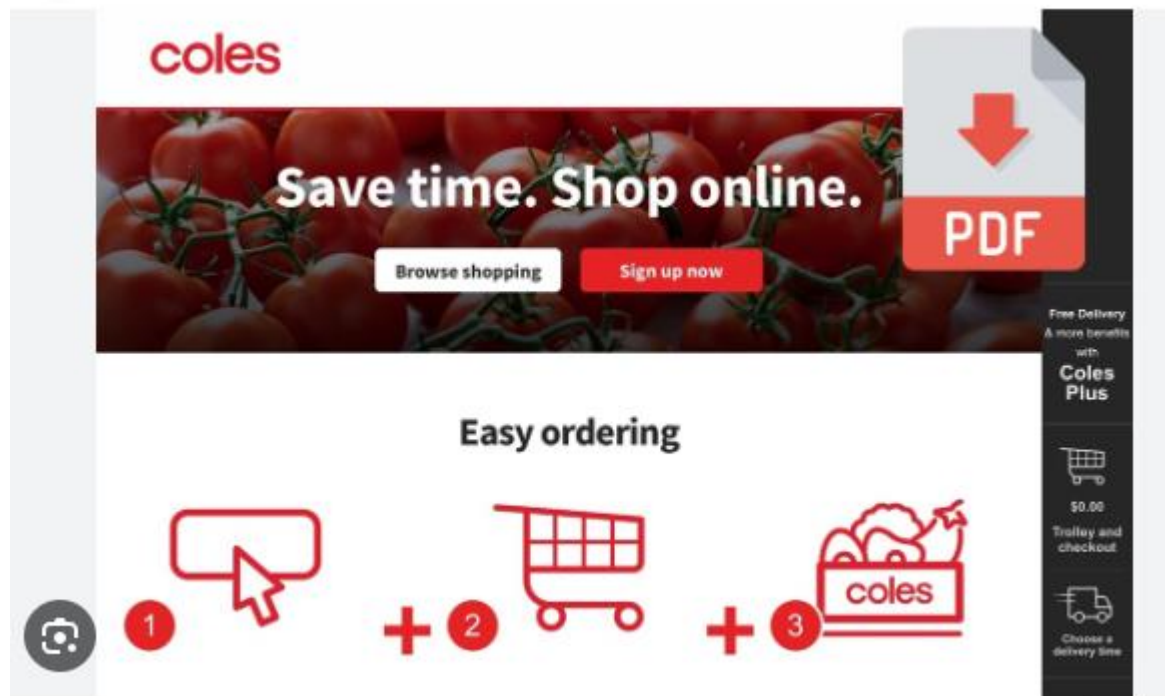 coles
Save time. Shop online.
Browse shopping
Sign up now
PDF
Free Delivery
& more benefits
with
Coles
Plus
Easy ordering
$0.00
Trolley and
checkout
1
2
3
coles
Choose a
delivery time